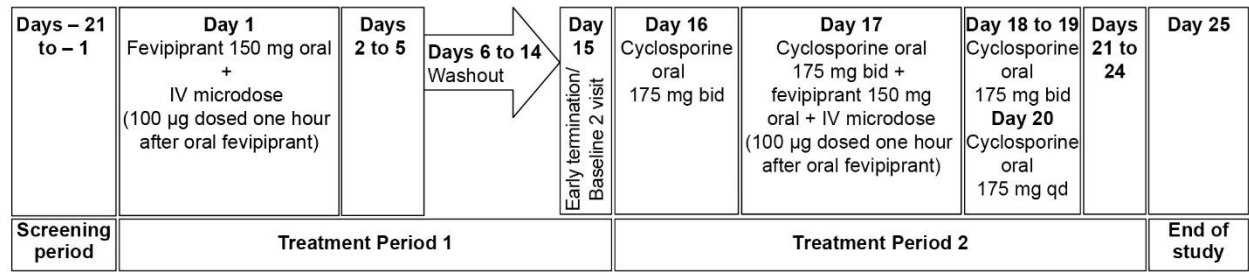 Days – 21
to – 1
Day 1
Fevipiprant 150 mg oral
+
IV microdose
(100 µg dosed one hour
after oral fevipiprant)
Days
2 to 5
Days 6 to 14
Washout
Day
15
Early termination/
Baseline 2 visit
Day 16
Cyclosporine
oral
175 mg bid
Day 17
Cyclosporine oral
175 mg bid +
fevipiprant 150 mg
oral + IV microdose
(100 µg dosed one hour
after oral fevipiprant)
Day 18 to 19
Cyclosporine
oral
175 mg bid
Day 20
Cyclosporine
oral
175 mg qd
Days
21 to
24
Day 25
Screening
period
Treatment Period 1
Treatment Period 2
End of
study